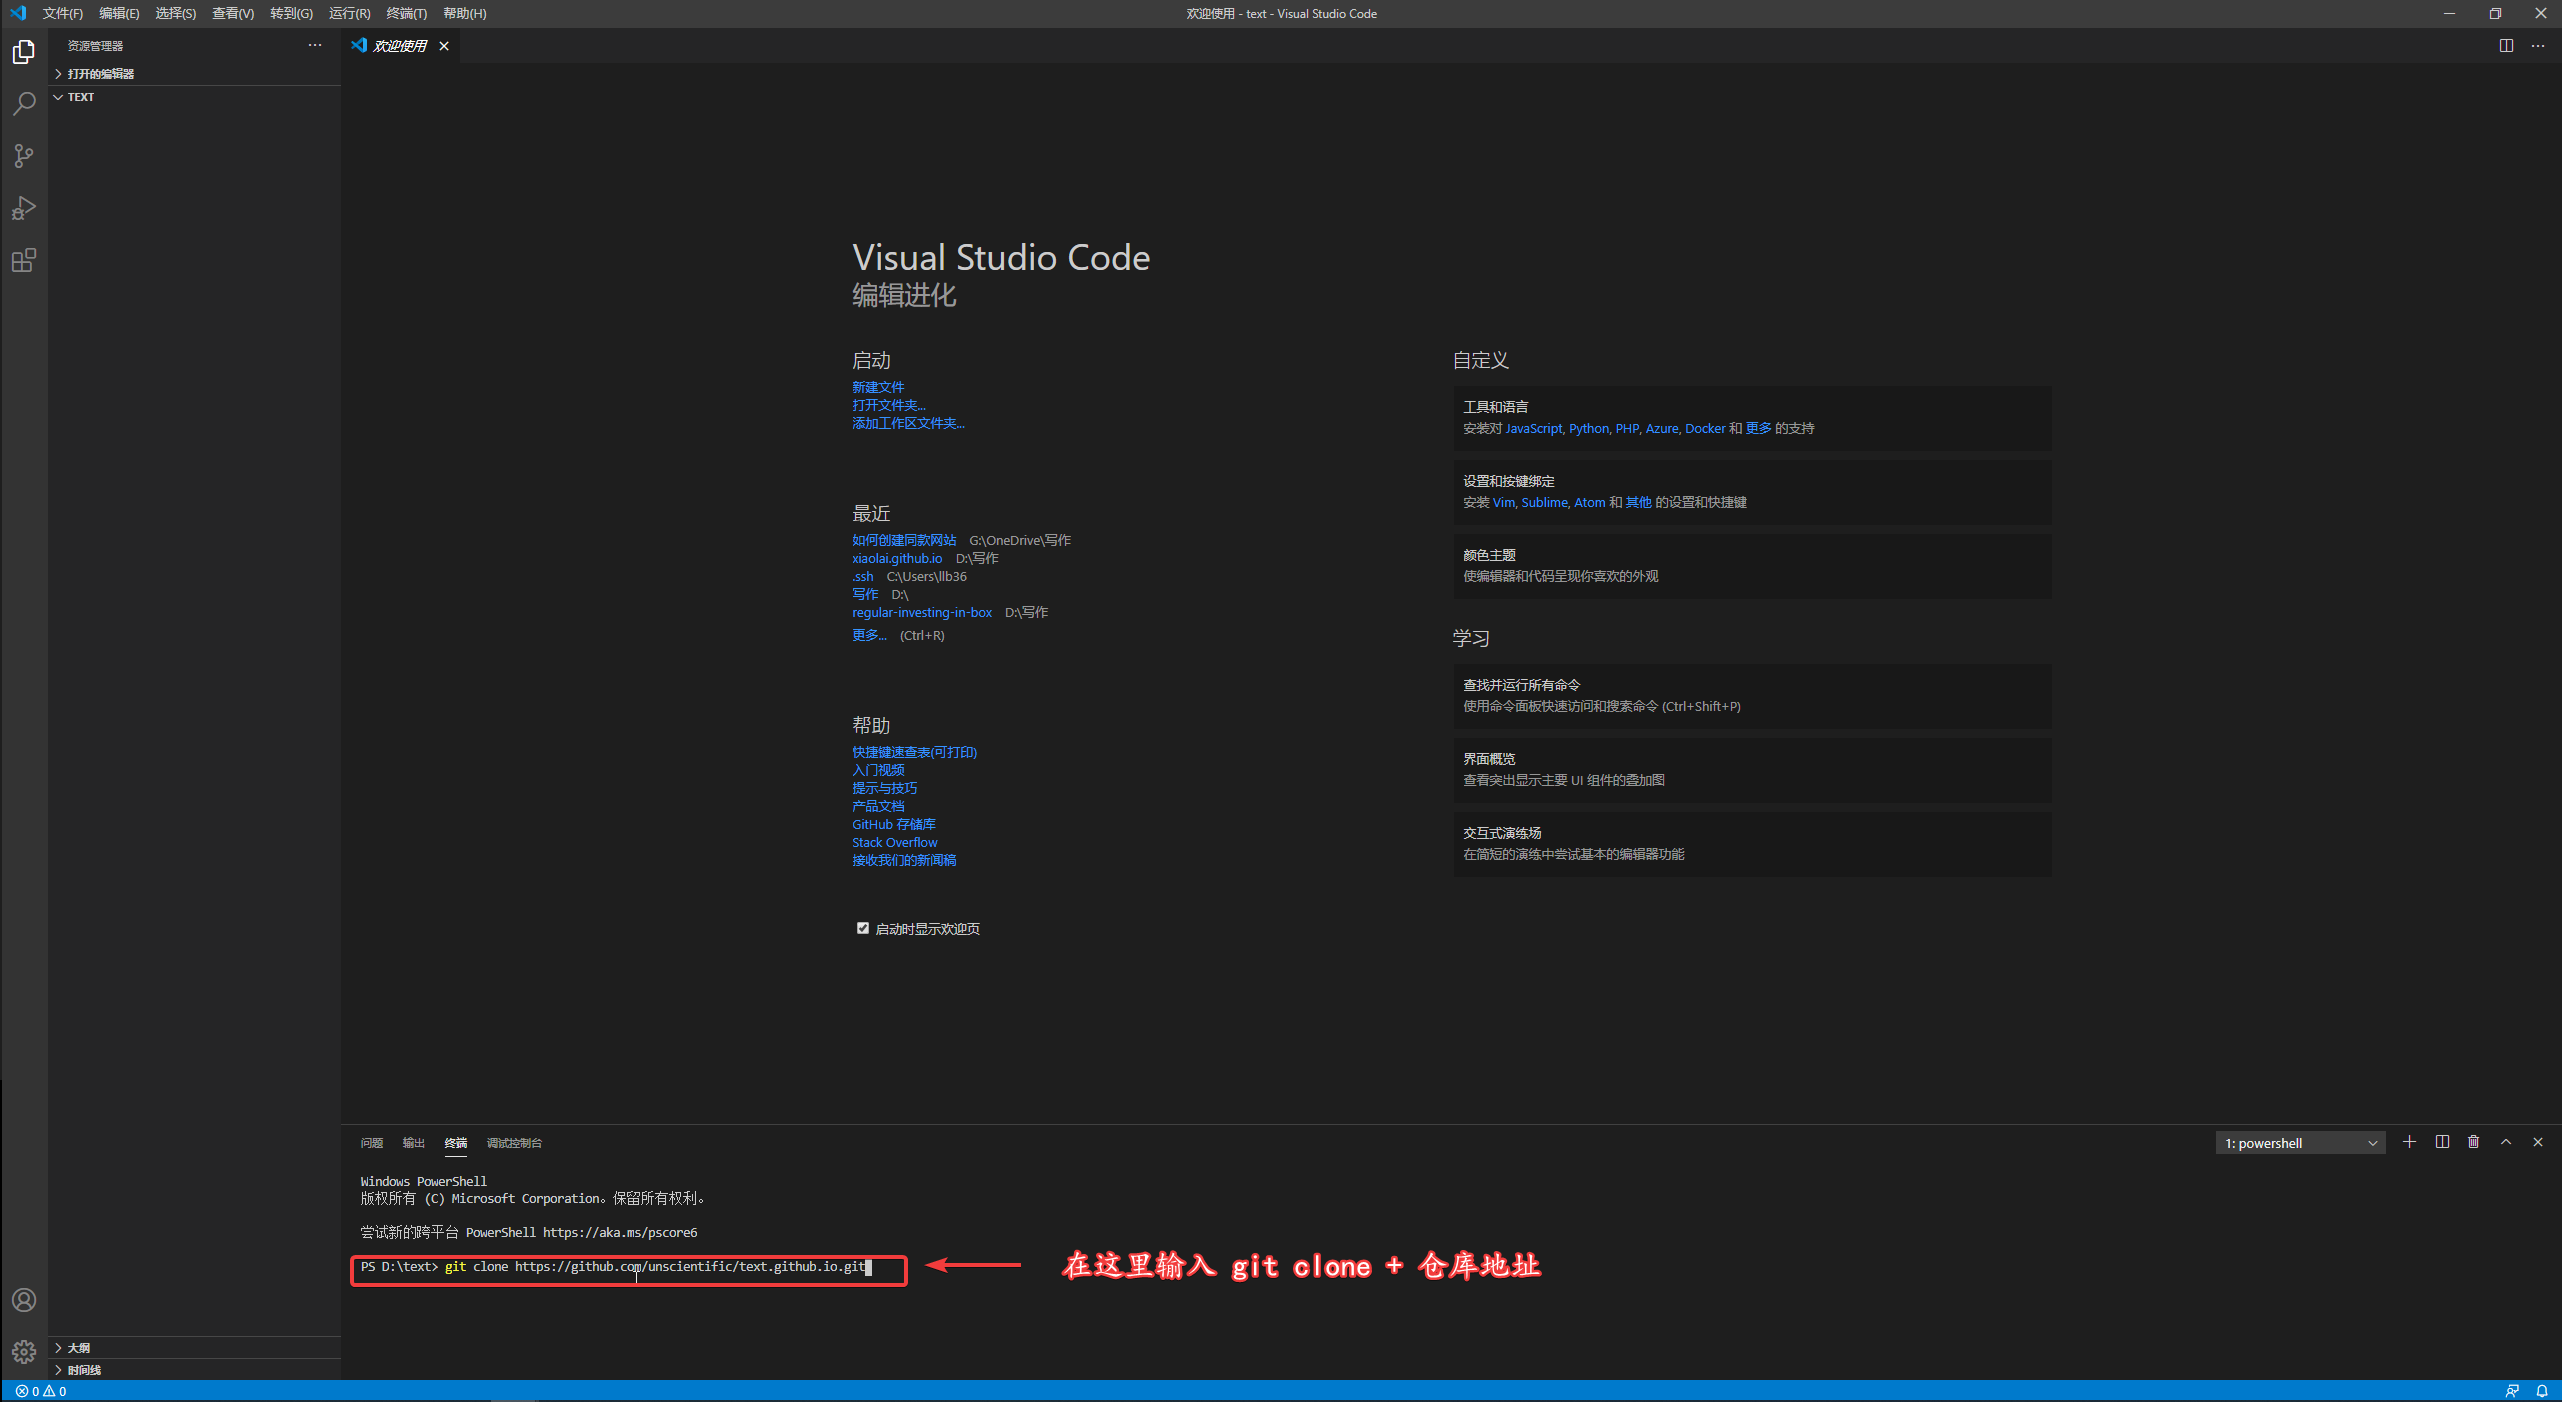 文件(F) 编辑(E) 选择(S) 查看(V) 转到(G) 运行(R) 终端(T) 帮助(H)
欢迎使用 - text - Visual Studio Code
资源管理器
打开的编辑器
TEXT
欢迎使用
Visual Studio Code
编辑进化
启动
新建文件
打开文件夹...
添加工作区文件夹...
最近
如何创建同款网站 G:\OneDrive\写作
xiaolai.github.io D:\写作
.ssh C:\Users\llb36
写作 D:\
regular-investing-in-box D:\写作
更多... (Ctrl+R)
帮助
快捷键速查表(可打印)
入门视频
提示与技巧
产品文档
GitHub 存储库
Stack Overflow
接收我们的新闻稿
启动时显示欢迎页
自定义
工具和语言
安装对 JavaScript, Python, PHP, Azure, Docker 和 更多 的支持
设置和按键绑定
安装 Vim, Sublime, Atom 和 其他 的设置和快捷键
颜色主题
使编辑器和代码呈现你喜欢的外观
学习
查找并运行所有命令
使用命令面板快速访问和搜索命令 (Ctrl+Shift+P)
界面概览
查看突出显示主要 UI 组件的叠加图
交互式演练场
在简短的演练中尝试基本的编辑器功能
问题 输出 终端 调试控制台
1: powershell
Windows PowerShell
版权所有 (C) Microsoft Corporation。保留所有权利。
尝试新的跨平台 PowerShell https://aka.ms/pscore6
PS D:\text> git clone https://github.com/unscientific/text.github.io.git
在这里输入 git clone + 仓库地址
大纲
时间线
0 0